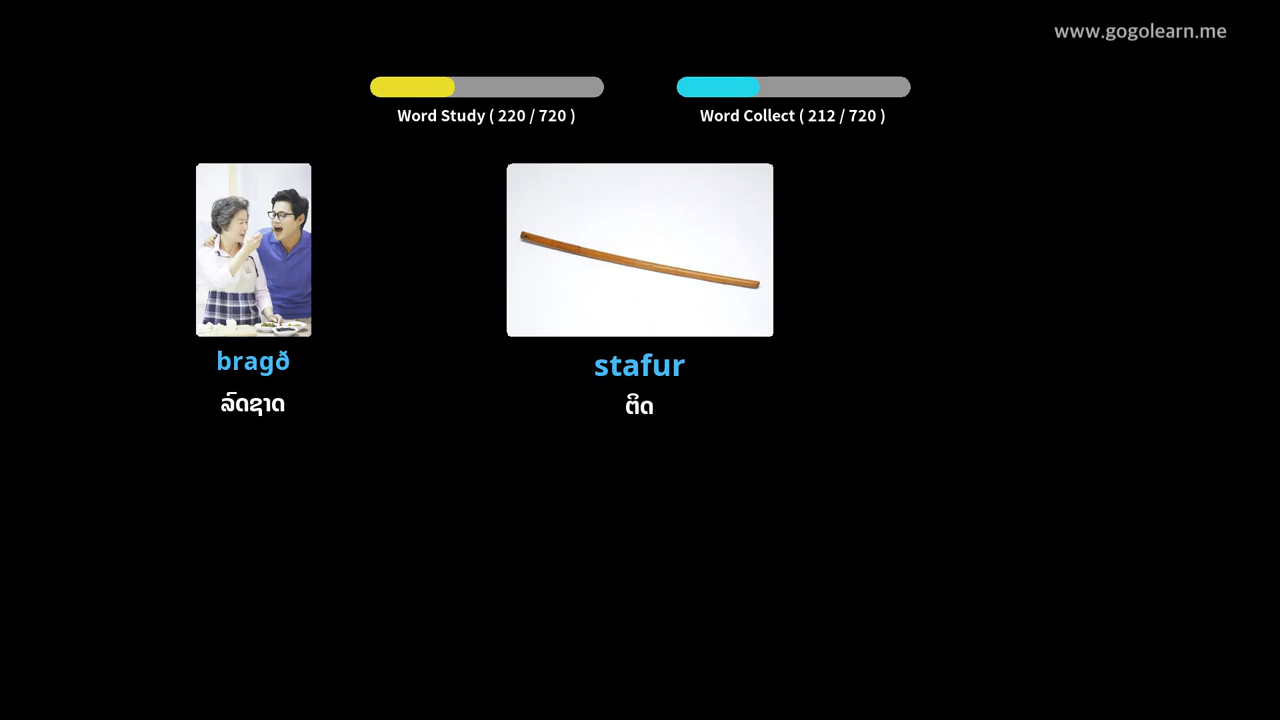 www.gogolearn.me
Word Study ( 220 / 720 )
Word Collect ( 212 / 720 )
bragð
ລົດຊາດ
stafur
ຕິດ